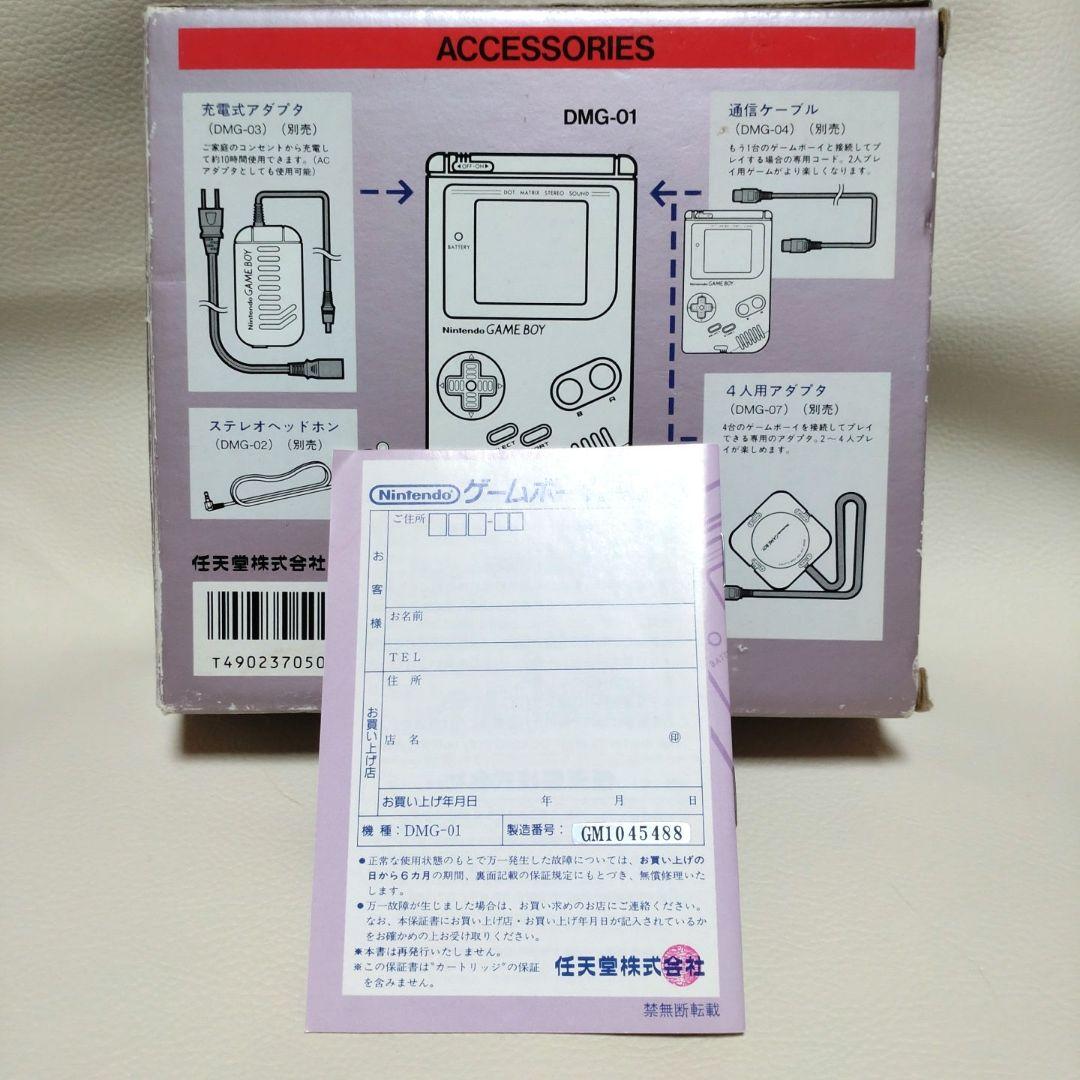 ACCESSORIES
充電式アダプタ
(DMG-03) (別売)
ご家庭のコンセントから充電し
て約10時間使用できます。(AC
アダプタとしても使用可能)
Nintendo GAME BOY
ステレオヘッドホン
(DMG-02) (別売)
任天堂株式会社
T490237050
DMG-01
◂OFF·ON▸
DOT MATRIX STEREO SOUND
BATTERY
Nintendo GAME BOY
通信ケーブル
(DMG-04) (別売)
もう1台のゲームボーイと接続してプ
レイする場合の専用コード。2人プレ
イ用ゲームがより楽しくなります。
Nintendo GAME BOY
4人用アダプタ
(DMG-07) (別売)
4台のゲームボーイを接続してプレイ
できる専用のアダプタ。2〜4人プレ
イが楽しめます。
Nintendo ゲームボー
ご住所
お客様
お名前
TEL
お買い上げ店
住 所
店 名 ㊞
お買い上げ年月日 年 月 日
機 種：DMG-01 製造番号： GM1045488
●正常な使用状態のもとで万一発生した故障については、お買い上げの
日から6カ月の期間、裏面記載の保証規定にもとづき、無償修理いた
します。
●万一故障が生じました場合は、お買い求めのお店にご連絡ください。
なお、本保証書にお買い上げ店・お買い上げ年月日が記入されているか
をお確かめの上お受け取りください。
※本書は再発行いたしません。
※この保証書は"カートリッジ"の保証
を含みません。
任天堂株式会社
禁無断転載